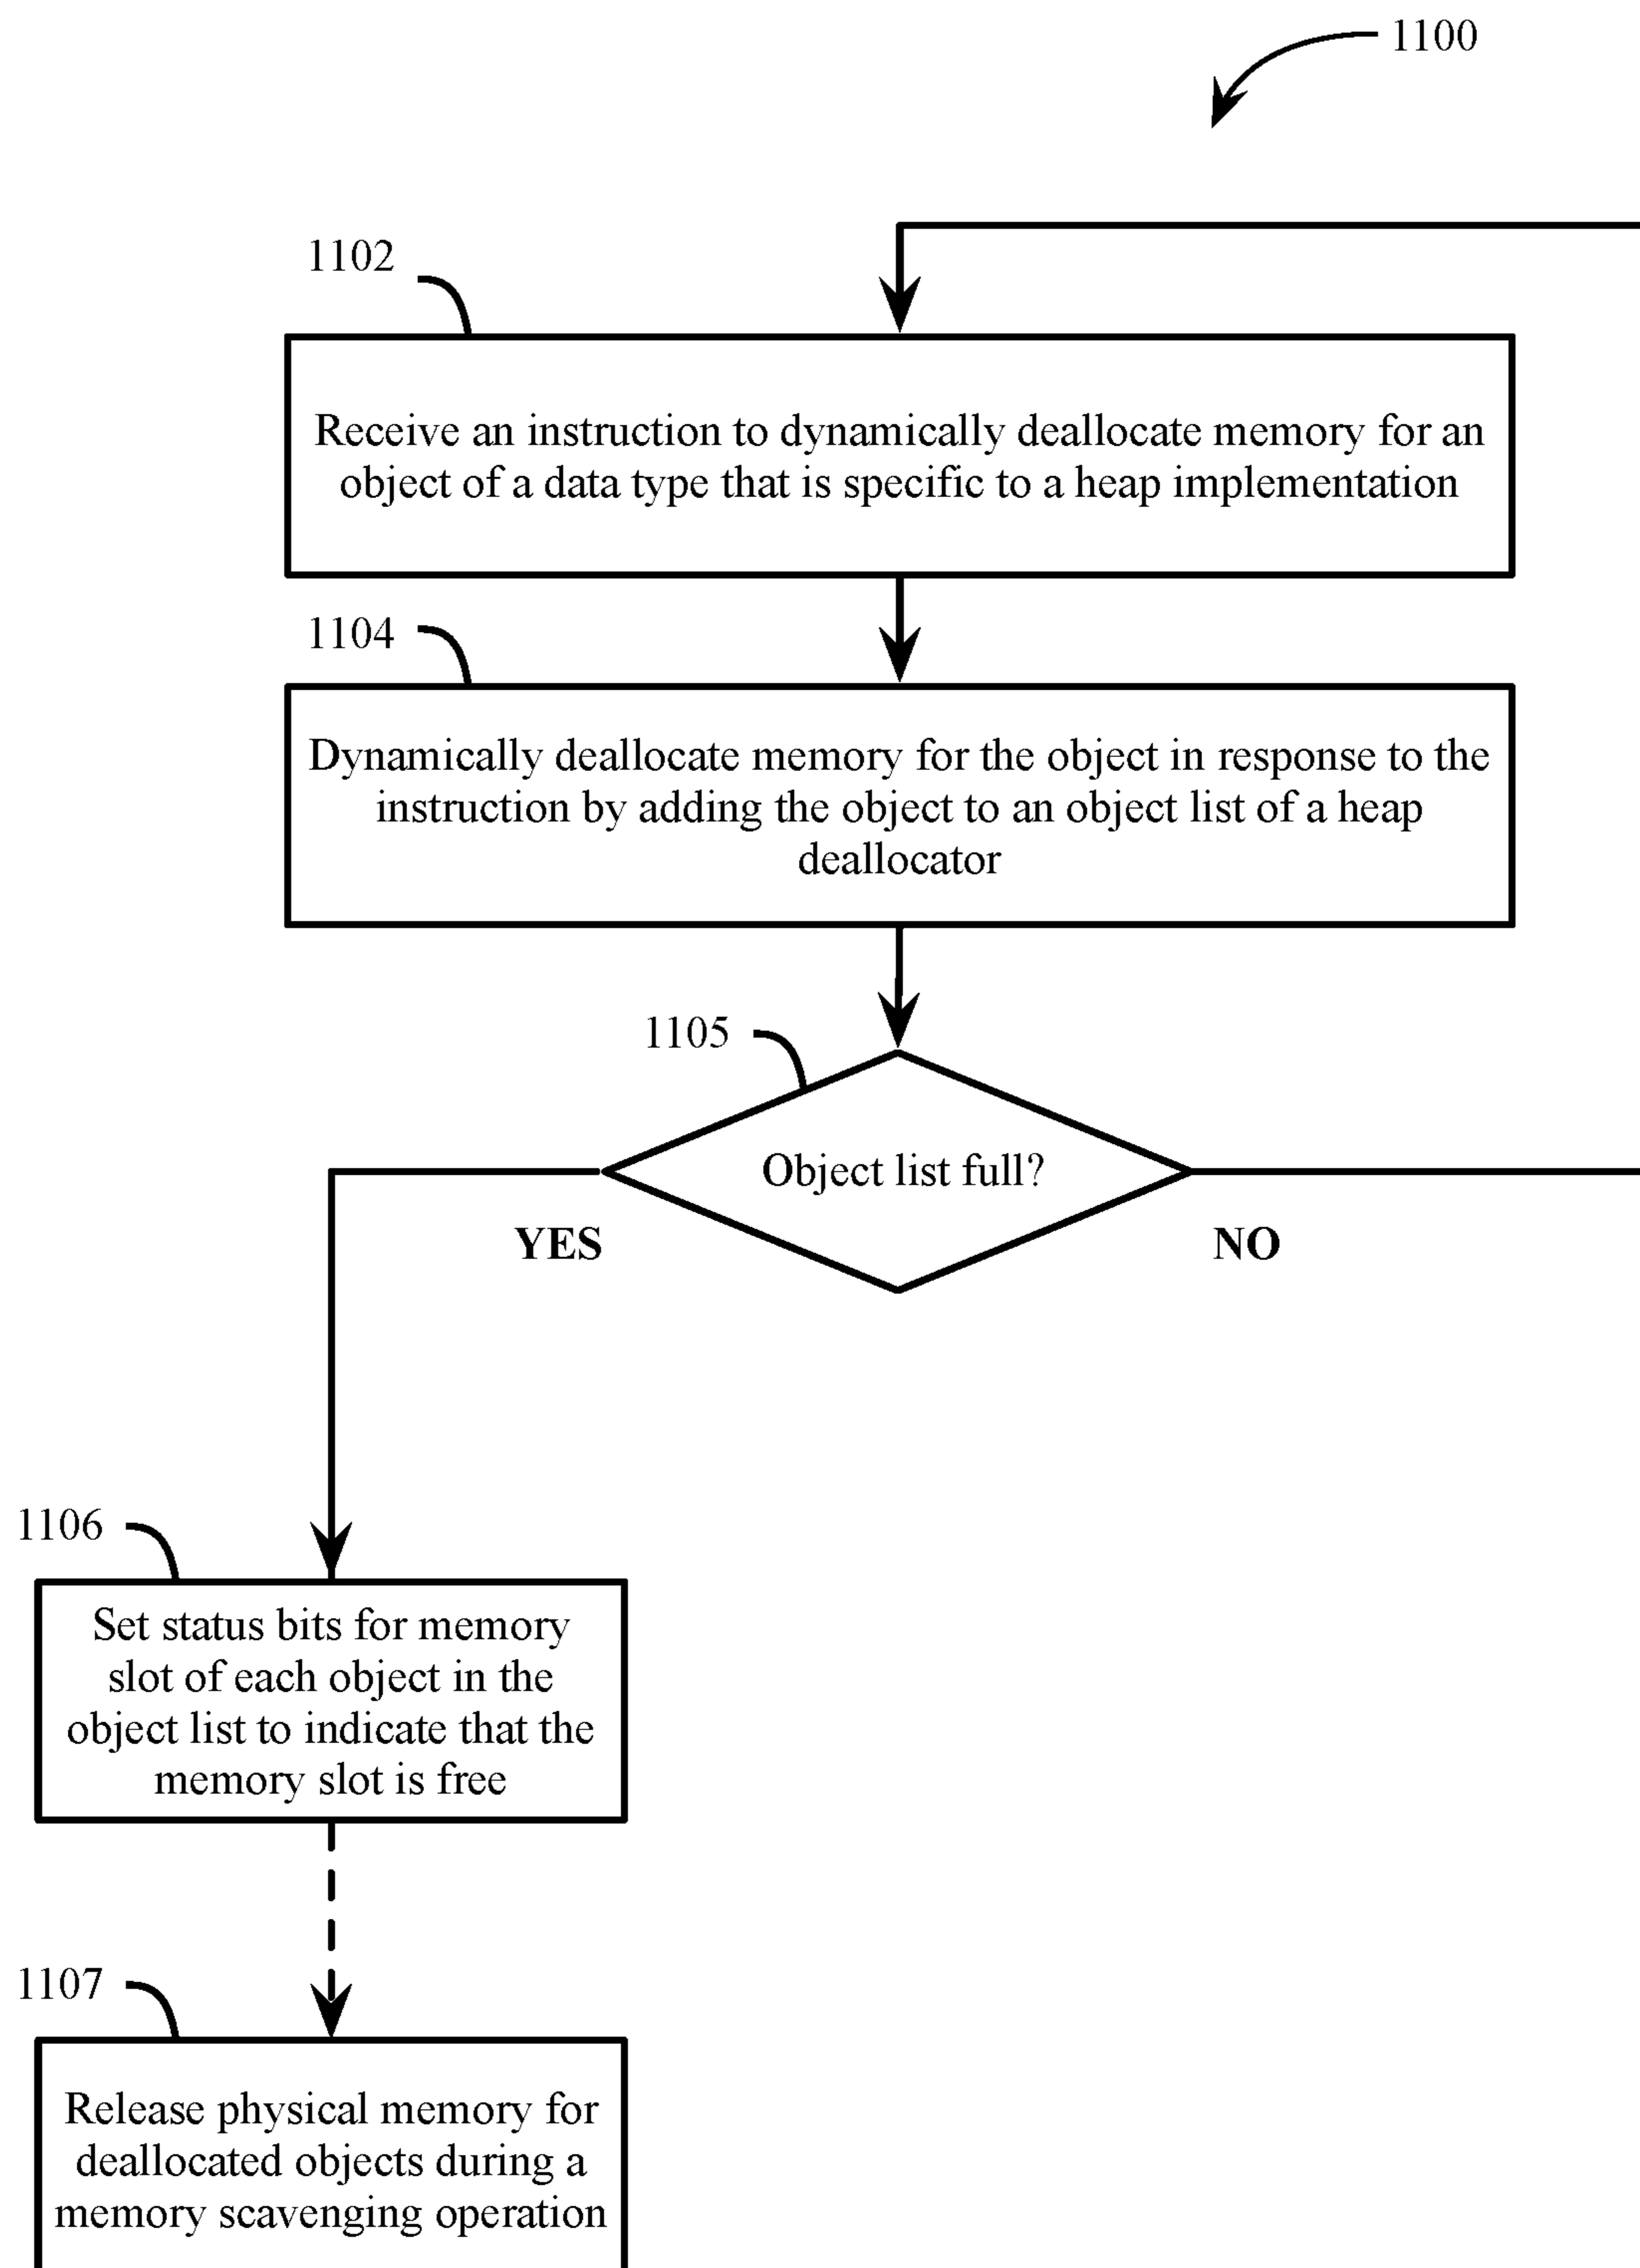 1100
1102
Receive an instruction to dynamically deallocate memory for an
object of a data type that is specific to a heap implementation
1104
Dynamically deallocate memory for the object in response to the
instruction by adding the object to an object list of a heap
deallocator
1105
Object list full?
YES
NO
1106
Set status bits for memory
slot of each object in the
object list to indicate that the
memory slot is free
1107
Release physical memory for
deallocated objects during a
memory scavenging operation